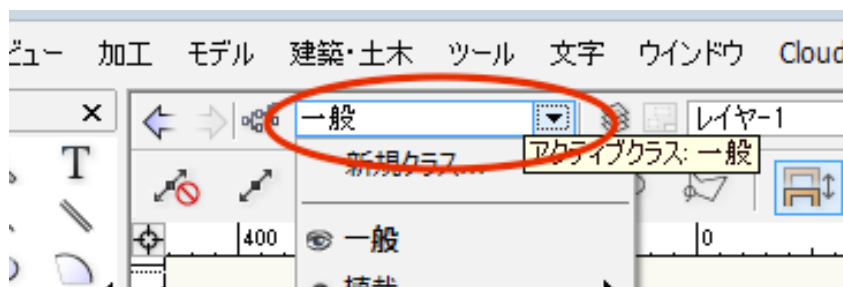 ビュー 加工 モデル 建築・土木 ツール 文字 ウインドウ Cloud
一般 レイヤ-1
新規クラス... アクティブクラス: 一般
T
400 0
一般
植栽